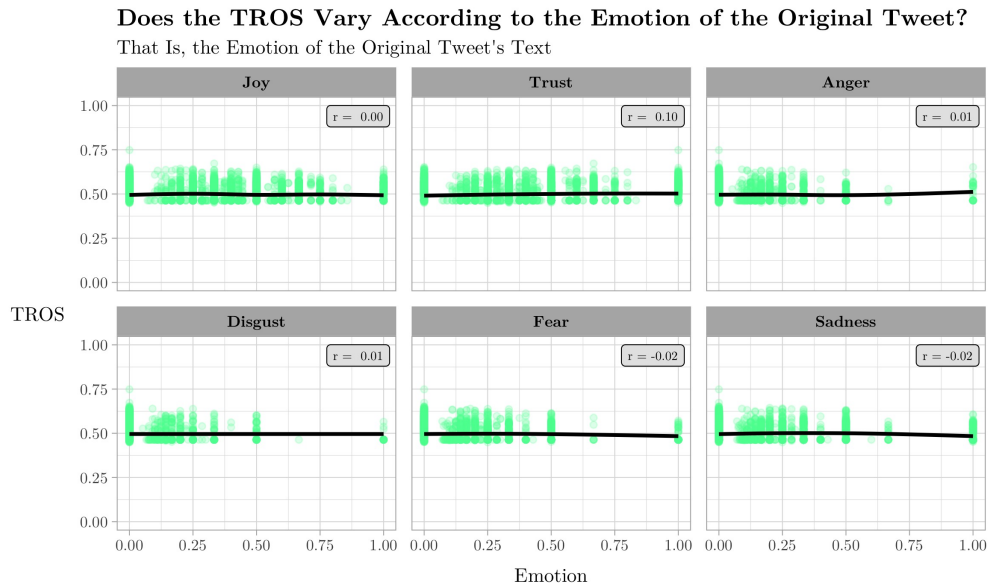 Does the TROS Vary According to the Emotion of the Original Tweet?
That Is, the Emotion of the Original Tweet's Text
Joy
Trust
Anger
1.00
0.75
0.50
0.25
0.00
r = 0.00
r = 0.10
r = 0.01
TROS
Disgust
Fear
Sadness
1.00
0.75
0.50
0.25
0.00
r = 0.01
r = -0.02
r = -0.02
0.00 0.25 0.50 0.75 1.00
0.00 0.25 0.50 0.75 1.00
0.00 0.25 0.50 0.75 1.00
Emotion